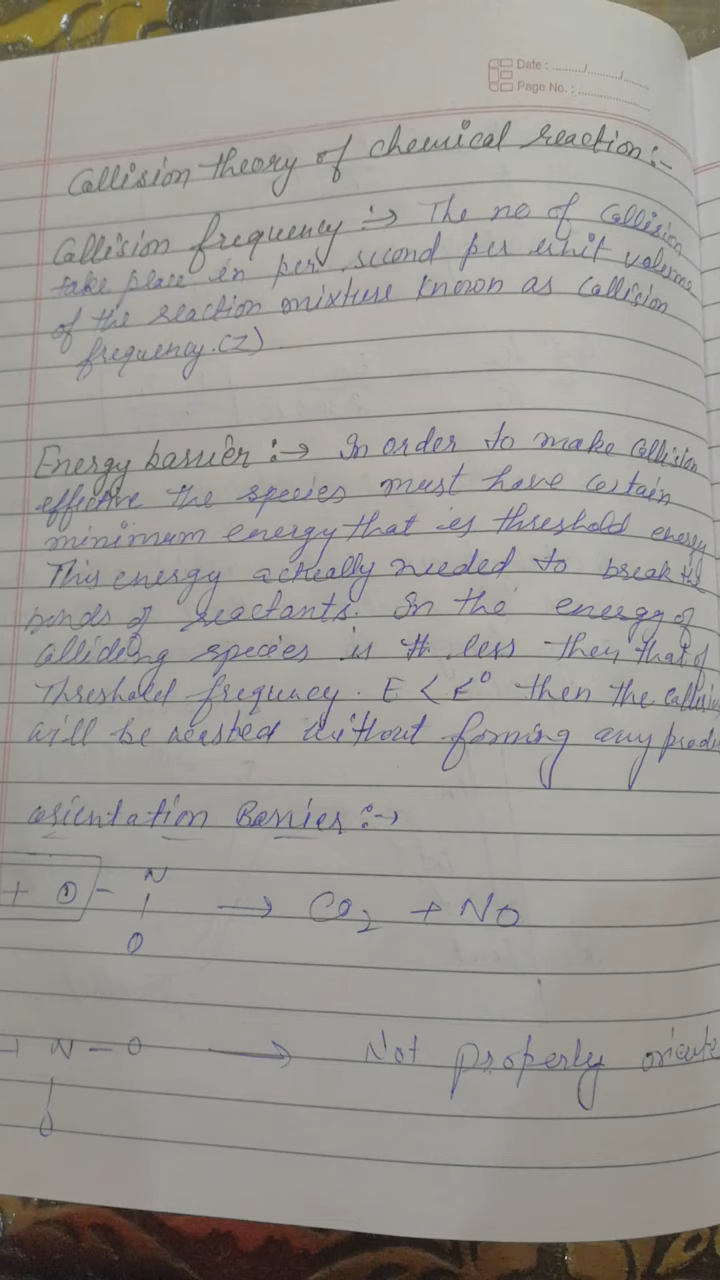 Date : ......./......./.......
Page No. : .................
Collision theory of chemical reaction :-
Collision frequency :→ The no of Collision
take place in per second per unit volume
of the reaction mixture known as Collision
frequency. (Z)
Energy barrier :→ In order to make Collision
effective the species must have certain
minimum energy that is threshold energy
This energy actually needed to break the
bonds of reactants. In the energy of
Colliding species is less then that of
Threshold frequency. E < E° then the collision
will be wasted without forming any produ
orientation Barrier :→
+ O - N → CO2 + NO
O
+ N - O → Not properly oriente
O